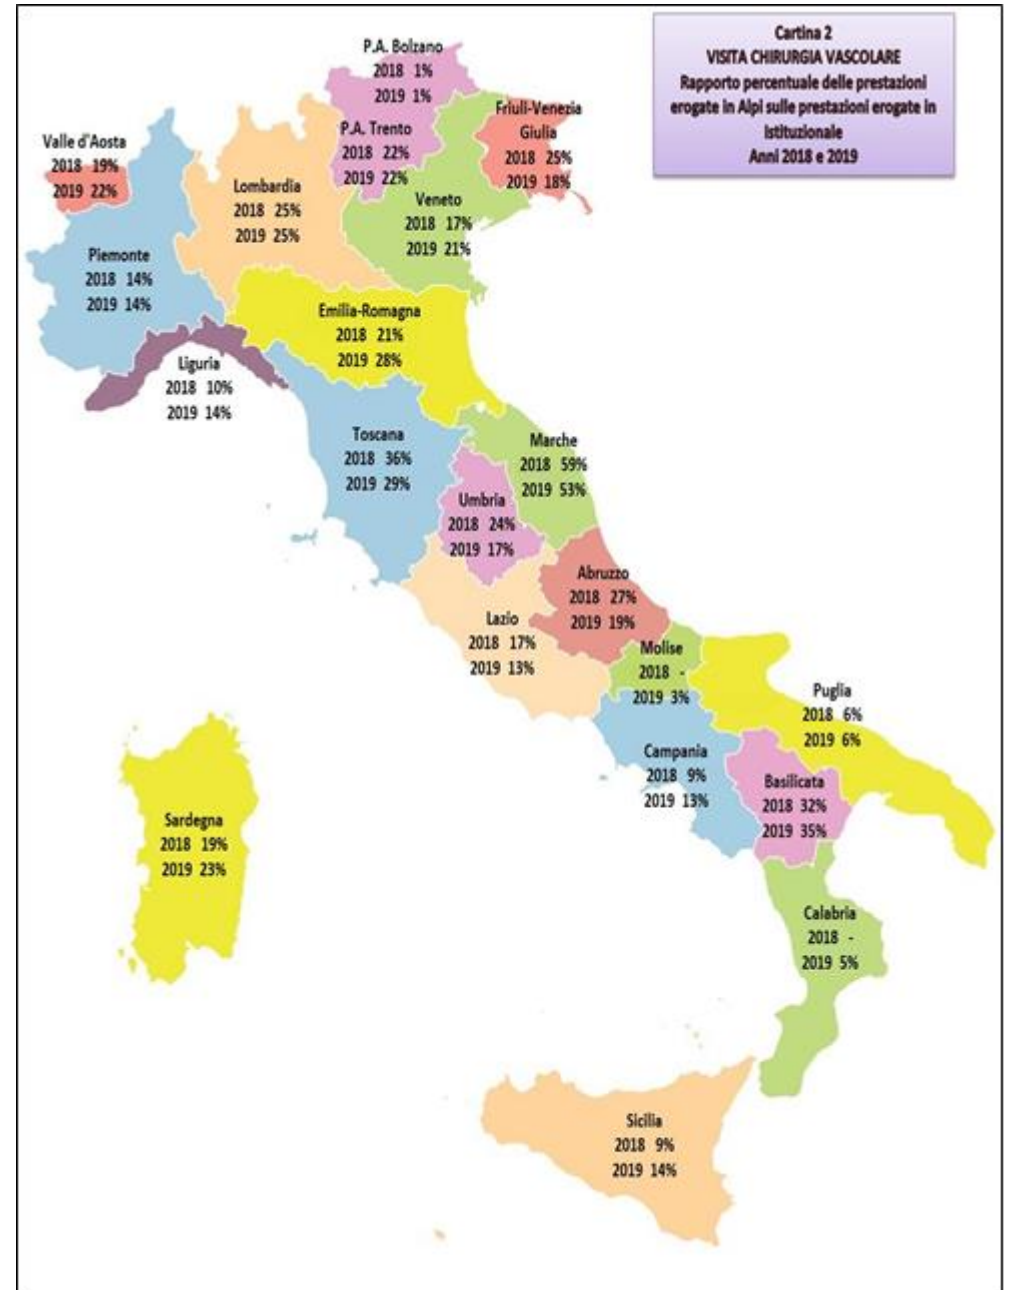 Cartina 2
VISITA CHIRURGIA VASCOLARE
Rapporto percentuale delle prestazioni
erogate in Alpi sulle prestazioni erogate in
Istituzionale
Anni 2018 e 2019
P.A. Bolzano
2018 1%
2019 1%
P.A. Trento
2018 22%
2019 22%
Friuli-Venezia
Giulia
2018 25%
2019 18%
Valle d'Aosta
2018 19%
2019 22%
Lombardia
2018 25%
2019 25%
Veneto
2018 17%
2019 21%
Piemonte
2018 14%
2019 14%
Emilia-Romagna
2018 21%
2019 28%
Liguria
2018 10%
2019 14%
Toscana
2018 36%
2019 29%
Marche
2018 59%
2019 53%
Umbria
2018 24%
2019 17%
Abruzzo
2018 27%
2019 19%
Lazio
2018 17%
2019 13%
Molise
2018 -
2019 3%
Puglia
2018 6%
2019 6%
Campania
2018 9%
2019 13%
Basilicata
2018 32%
2019 35%
Sardegna
2018 19%
2019 23%
Calabria
2018 -
2019 5%
Sicilia
2018 9%
2019 14%